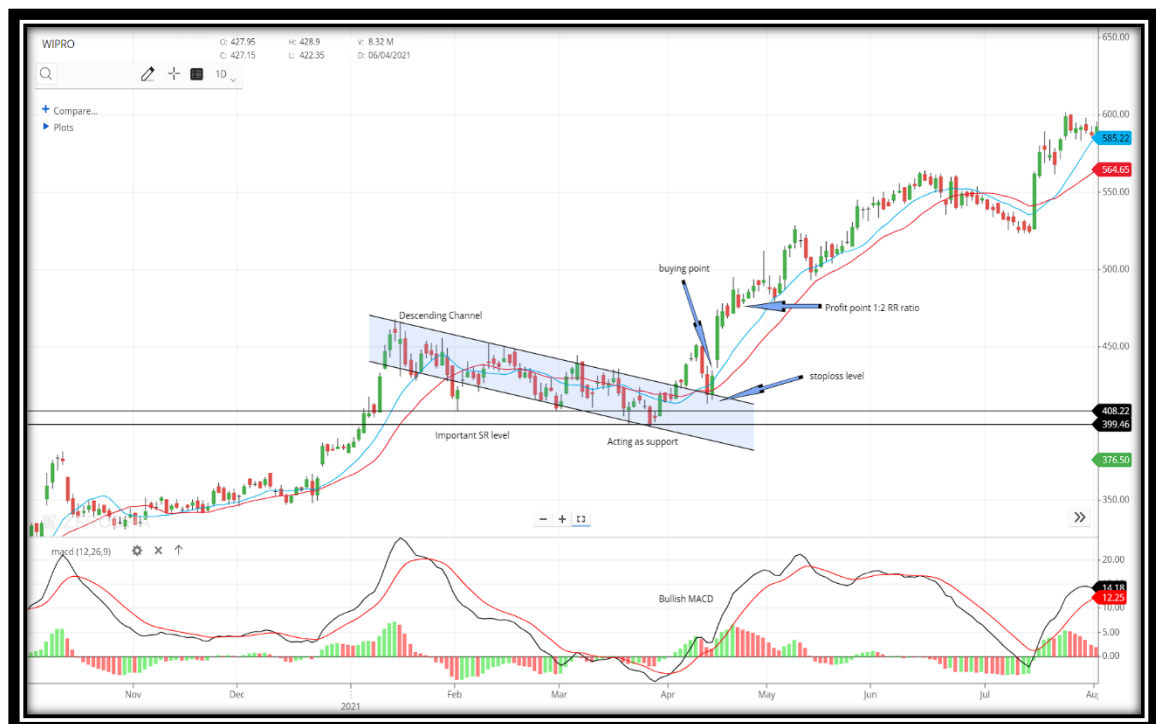 WIPRO
O: 427.95 H: 428.9 V: 8.32 M
C: 427.15 L: 422.35 D: 06/04/2021
1D
+ Compare...
Plots
650.00
600.00
585.22
564.65
550.00
500.00
buying point
Profit point 1:2 RR ratio
Descending Channel
450.00
stoploss level
408.22
399.46
Important SR level
Acting as support
376.50
350.00
macd (12,26,9)
20.00
Bullish MACD
14.18
12.25
10.00
5.00
0.00
Nov Dec Feb Mar Apr May Jun Jul Au
2021